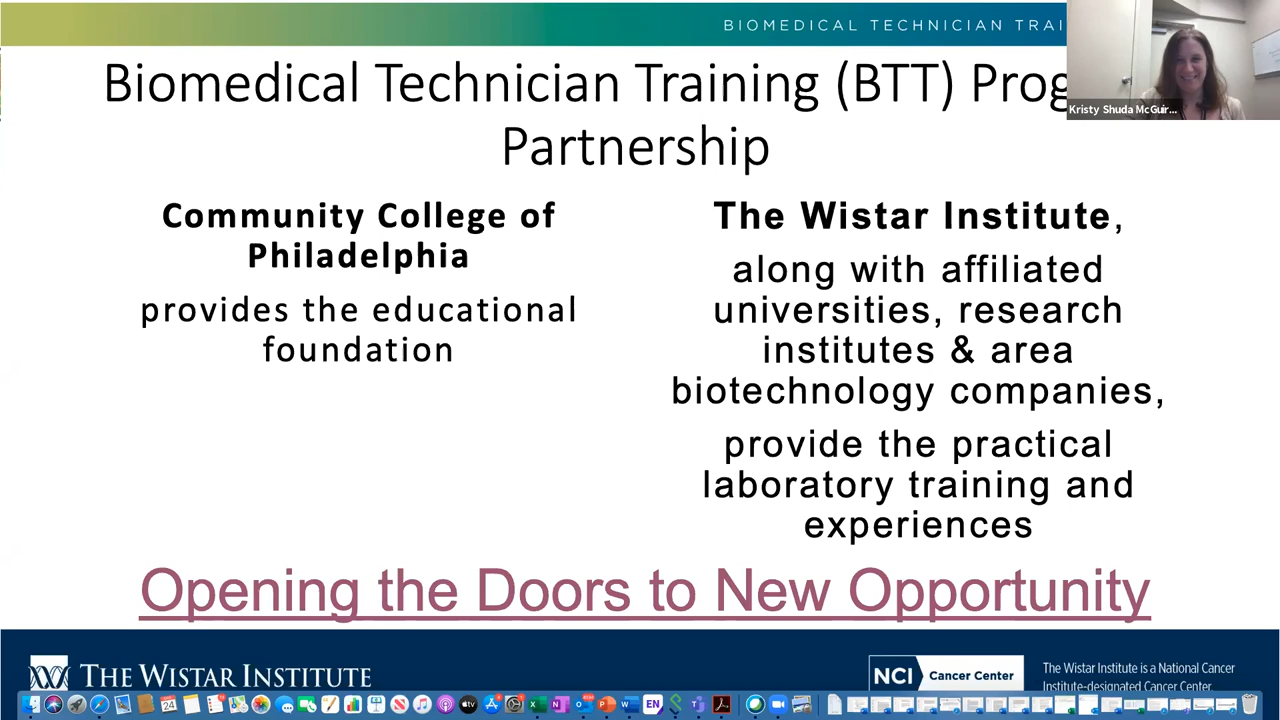 BIOMEDICAL TECHNICIAN TRAI
Biomedical Technician Training (BTT) Prog
Partnership
Kristy Shuda McGuir...
Community College of
Philadelphia
provides the educational
foundation
The Wistar Institute,
along with affiliated
universities, research
institutes & area
biotechnology companies,
provide the practical
laboratory training and
experiences
Opening the Doors to New Opportunity
THE WISTAR INSTITUTE
NCI Cancer Center
The Wistar Institute is a National Cancer
Institute-designated Cancer Center.
EN